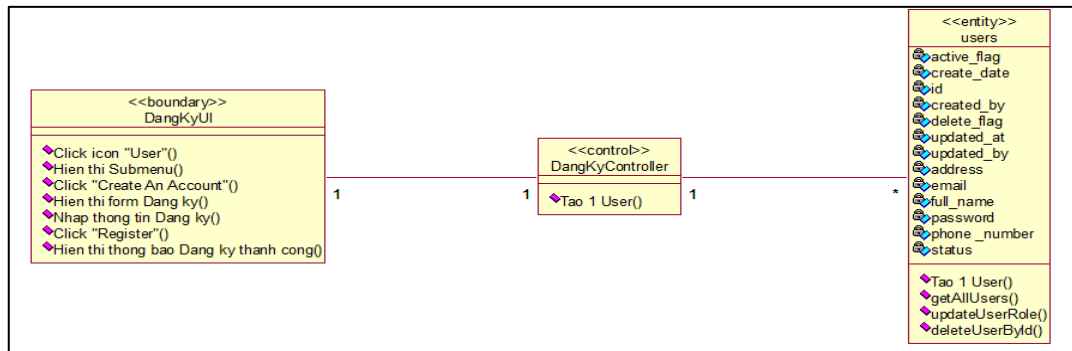 <<boundary>>
DangKyUI
Click icon "User"()
Hien thi Submenu()
Click "Create An Account"()
Hien thi form Dang ky()
Nhap thong tin Dang ky()
Click "Register"()
Hien thi thong bao Dang ky thanh cong()
1
1
<<control>>
DangKyController
Tao 1 User()
1
*
<<entity>>
users
active_flag
create_date
id
created_by
delete_flag
updated_at
updated_by
address
email
full_name
password
phone _number
status
Tao 1 User()
getAllUsers()
updateUserRole()
deleteUserById()